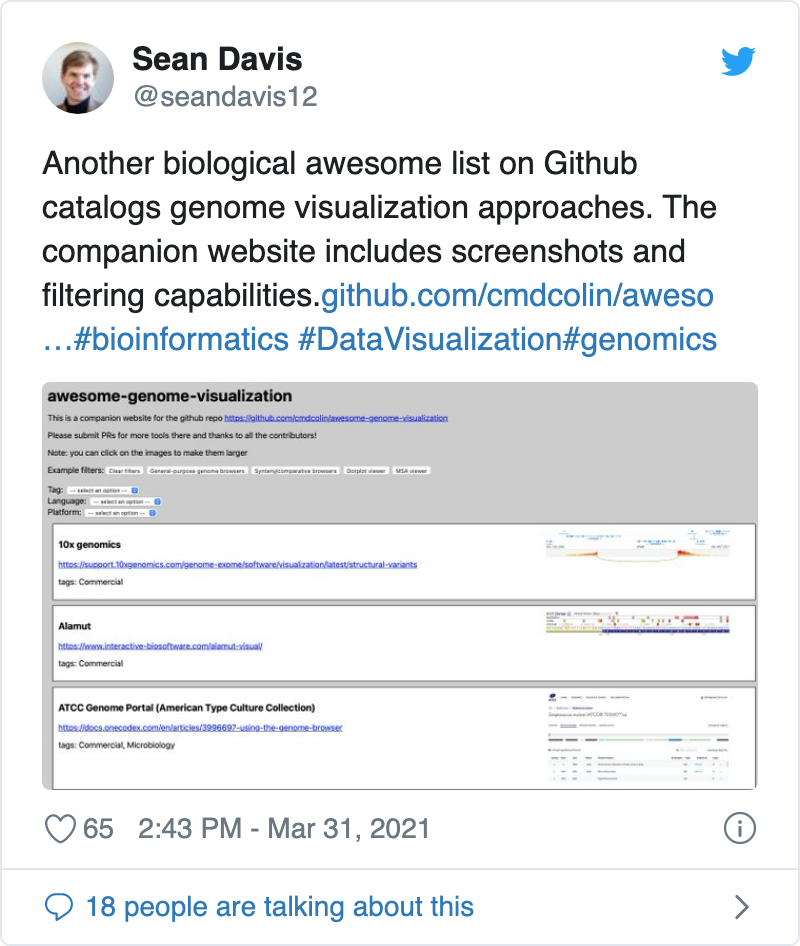 Sean Davis
@seandavis12
Another biological awesome list on Github
catalogs genome visualization approaches. The
companion website includes screenshots and
filtering capabilities.github.com/cmdcolin/aweso
…#bioinformatics #DataVisualization#genomics
awesome-genome-visualization
This is a companion website for the github repo https://github.com/cmdcolin/awesome-genome-visualization
Please submit PRs for more tools there and thanks to all the contributors!
Note: you can click on the images to make them larger
Example filters: Clear filters General-purpose genome browsers Synteny/comparative browsers Dotplot viewer MSA viewer
Tag: -- select an option --
Language: -- select an option --
Platform: -- select an option --
10x genomics
https://support.10xgenomics.com/genome-exome/software/visualization/latest/structural-variants
tags: Commercial
Alamut
https://www.interactive-biosoftware.com/alamut-visual/
tags: Commercial
ATCC Genome Portal (American Type Culture Collection)
https://docs.onecodex.com/en/articles/3996697-using-the-genome-browser
tags: Commercial, Microbiology
65 2:43 PM - Mar 31, 2021
18 people are talking about this